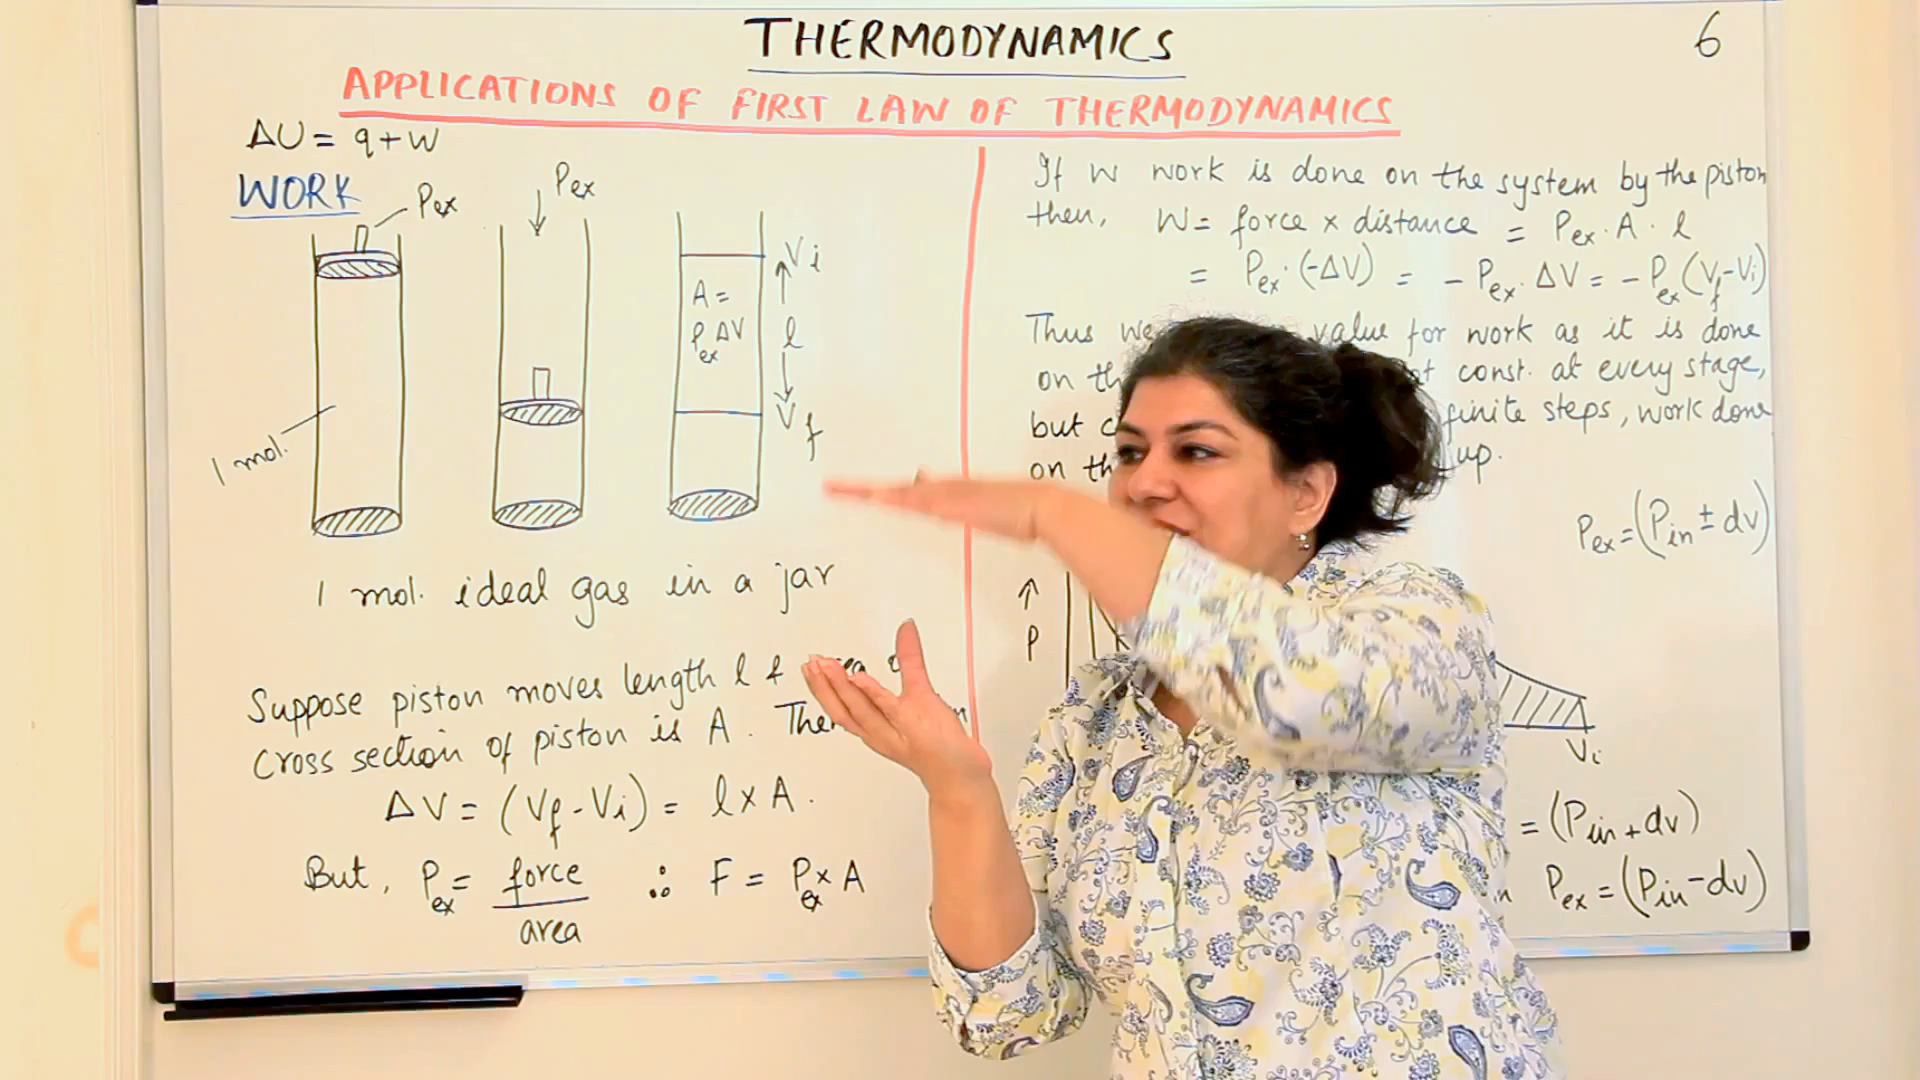 THERMODYNAMICS
6
APPLICATIONS OF FIRST LAW OF THERMODYNAMICS
ΔU = q + w
WORK
Pex
Pex
Vi
A =
Pex ΔV
l
Vf
1 mol.
1 mol. ideal gas in a jar
Suppose piston moves length l &
cross section of piston is A.
ΔV = (Vf - Vi) = l x A.
But, Pex = force / area ∴ F = Pex x A
If w work is done on the system by the piston
then, W = force x distance = Pex . A . l
= Pex . (-ΔV) = - Pex . ΔV = - Pex (Vf - Vi)
Thus we value for work as it is done
on const. at every stage,
but finite steps, work done
on up.
Pex = (Pin ± dv)
P
Vi
= (Pin + dv)
Pex = (Pin - dv)